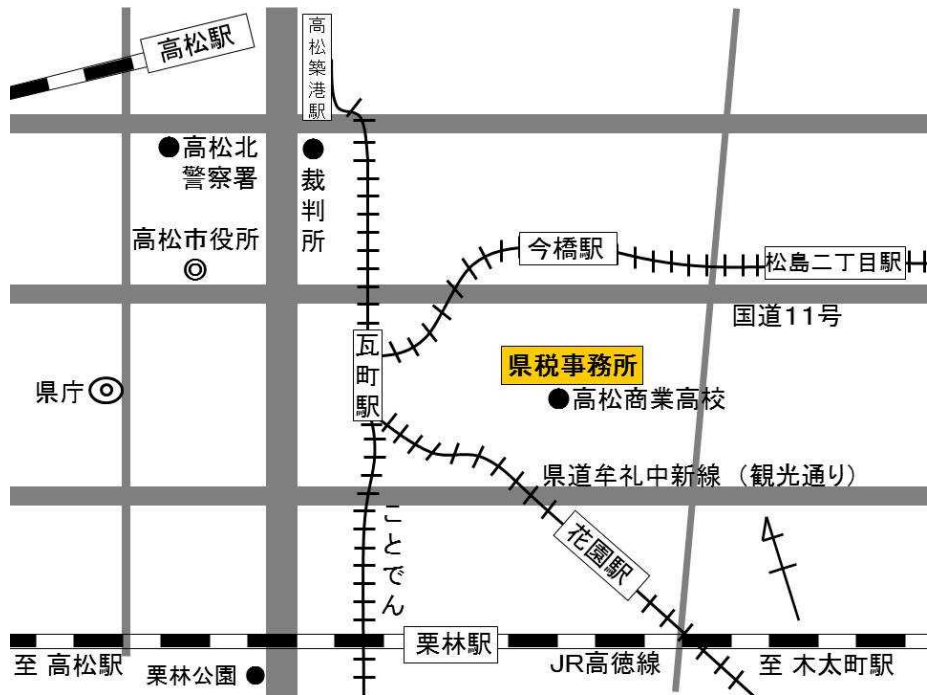 高松駅
高松築港駅
高松北
警察署
裁判所
高松市役所
今橋駅
松島二丁目駅
国道11号
瓦町駅
県税事務所
県庁
高松商業高校
県道牟礼中新線 (観光通り)
ことでん
花園駅
栗林駅
至 高松駅
JR高徳線
至 木太町駅
栗林公園